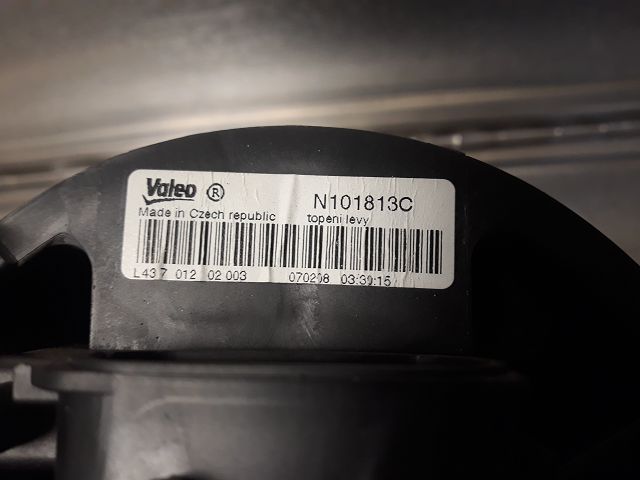 Valeo ® N101813C
Made in Czech republic topeni levy
L43 7 012 02 003 070208 03:39:15